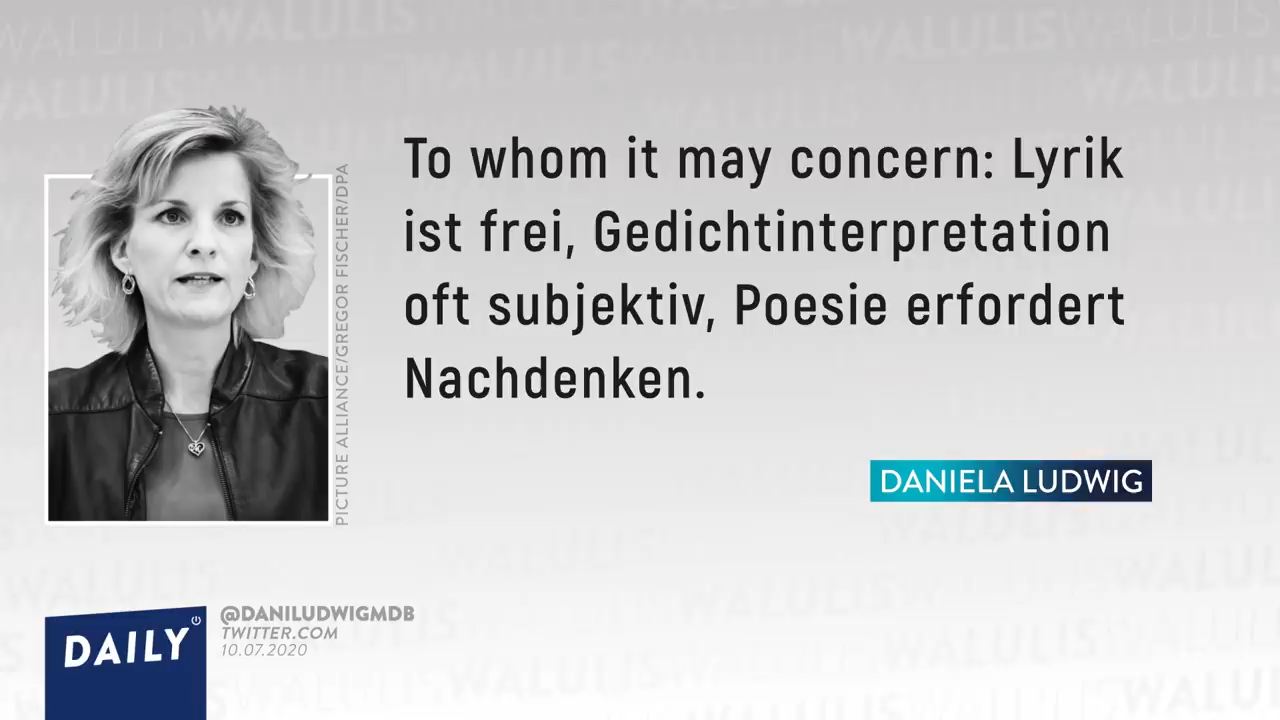 To whom it may concern: Lyrik
ist frei, Gedichtinterpretation
oft subjektiv, Poesie erfordert
Nachdenken.
DANIELA LUDWIG
PICTURE ALLIANCE/GREGOR FISCHER/DPA
DAILY
@DANILUDWIGMDB
TWITTER.COM
10.07.2020
WALULIS